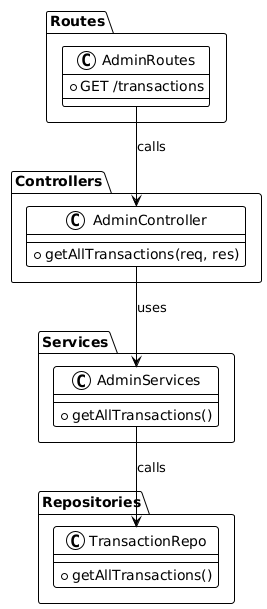 Routes
C AdminRoutes
GET /transactions
calls
Controllers
C AdminController
getAllTransactions(req, res)
uses
Services
C AdminServices
getAllTransactions()
calls
Repositories
C TransactionRepo
getAllTransactions()